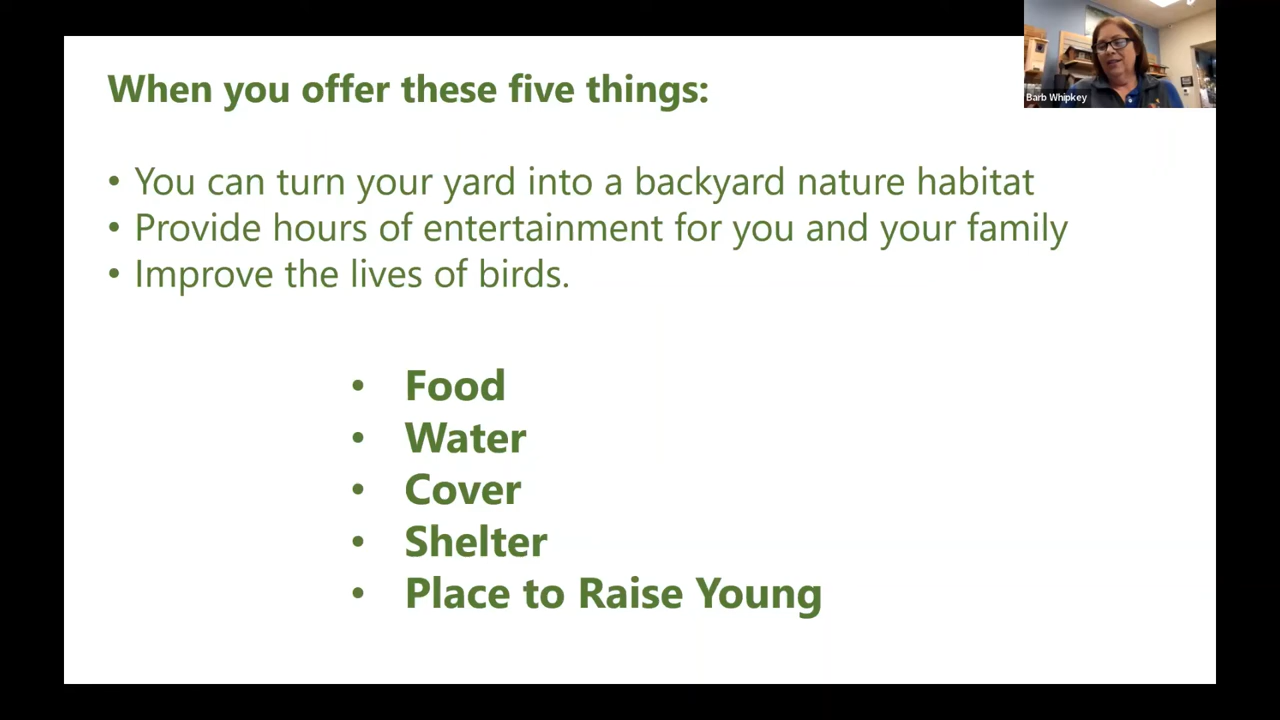 When you offer these five things:
• You can turn your yard into a backyard nature habitat
• Provide hours of entertainment for you and your family
• Improve the lives of birds.
• Food
• Water
• Cover
• Shelter
• Place to Raise Young
Barb Whipkey